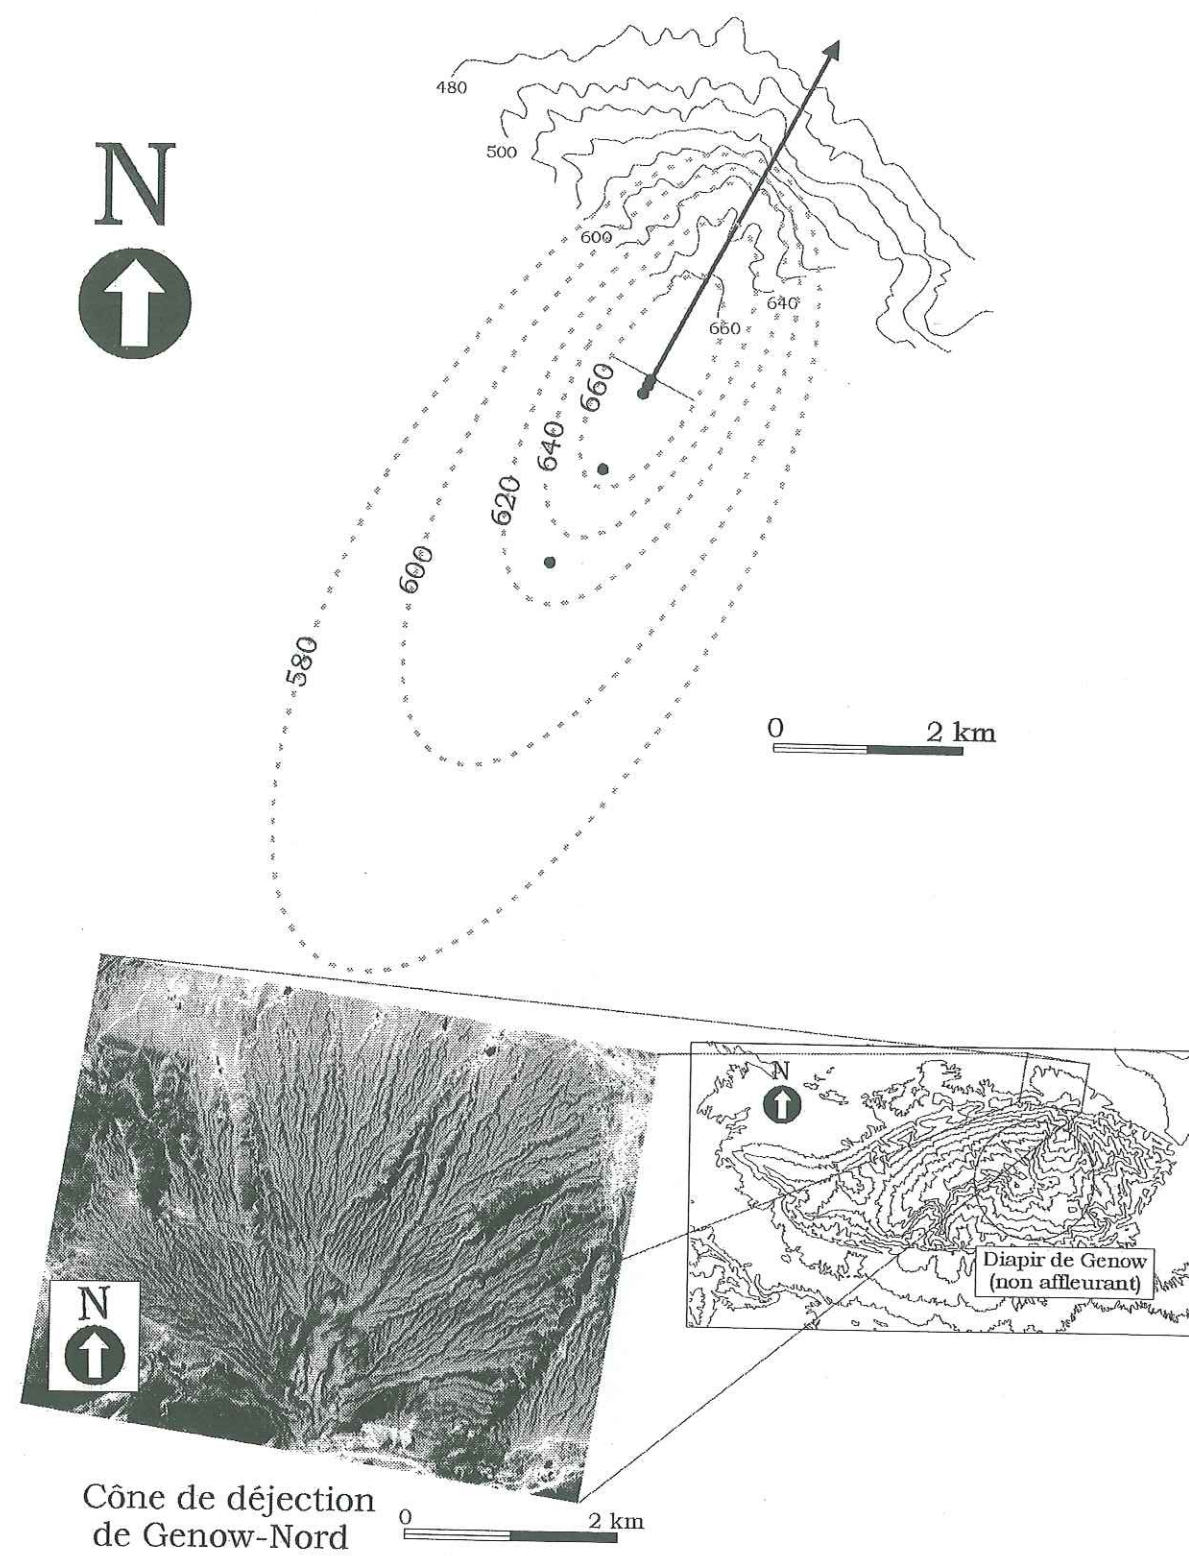 480
N
500
600
640
660
660
640
620
600
580
0 2 km
N
Diapir de Genow
(non affleurant)
N
Cône de déjection
de Genow-Nord
0 2 km